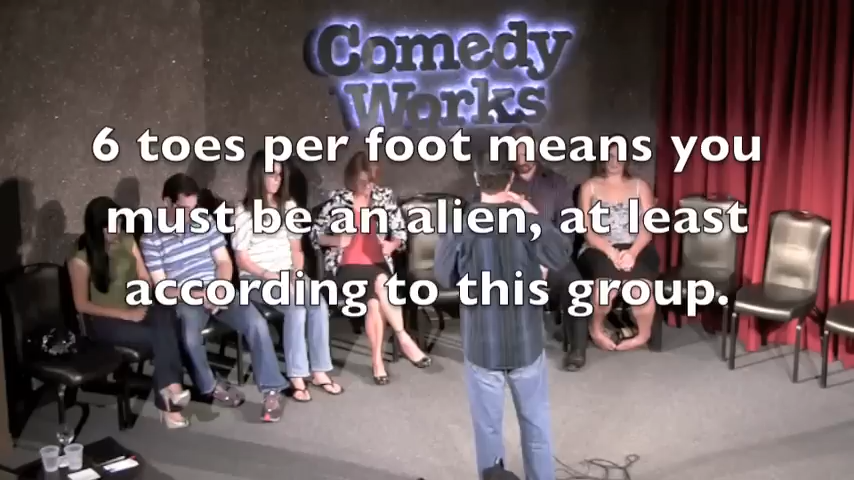 Comedy
Works
6 toes per foot means you
must be an alien, at least
according to this group.